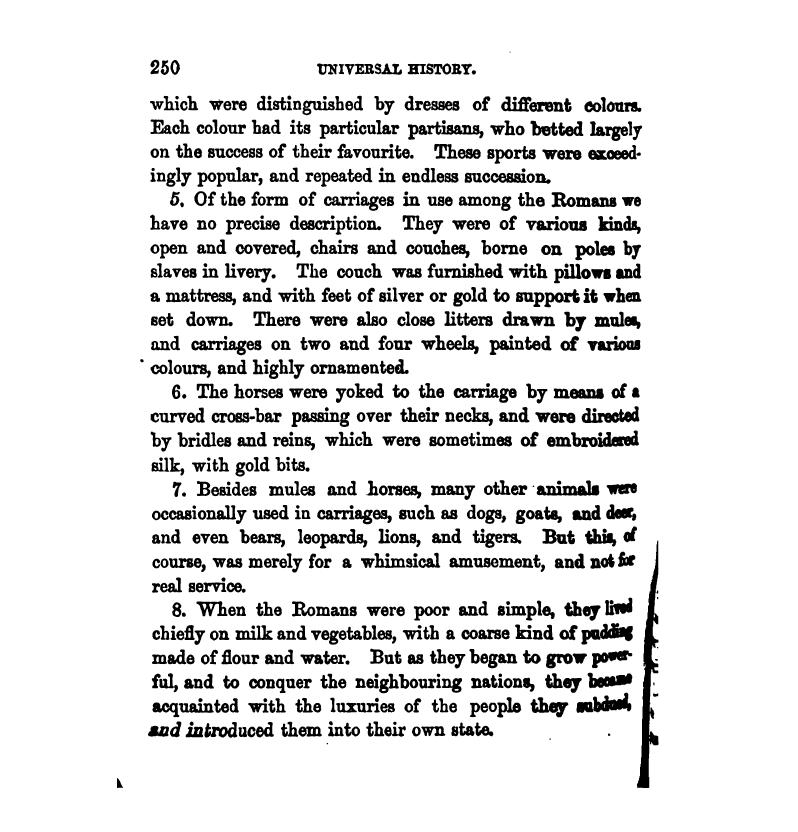 250 UNIVERSAL HISTORY.
which were distinguished by dresses of different colours.
Each colour had its particular partisans, who betted largely
on the success of their favourite. These sports were exceed-
ingly popular, and repeated in endless succession.
5. Of the form of carriages in use among the Romans we
have no precise description. They were of various kinds,
open and covered, chairs and couches, borne on poles by
slaves in livery. The couch was furnished with pillows and
a mattress, and with feet of silver or gold to support it when
set down. There were also close litters drawn by mules,
and carriages on two and four wheels, painted of various
colours, and highly ornamented.
6. The horses were yoked to the carriage by means of a
curved cross-bar passing over their necks, and were directed
by bridles and reins, which were sometimes of embroidered
silk, with gold bits.
7. Besides mules and horses, many other animals were
occasionally used in carriages, such as dogs, goats, and deer,
and even bears, leopards, lions, and tigers. But this, of
course, was merely for a whimsical amusement, and not for
real service.
8. When the Romans were poor and simple, they lived
chiefly on milk and vegetables, with a coarse kind of pudding
made of flour and water. But as they began to grow power-
ful, and to conquer the neighbouring nations, they became
acquainted with the luxuries of the people they subdued,
and introduced them into their own state.